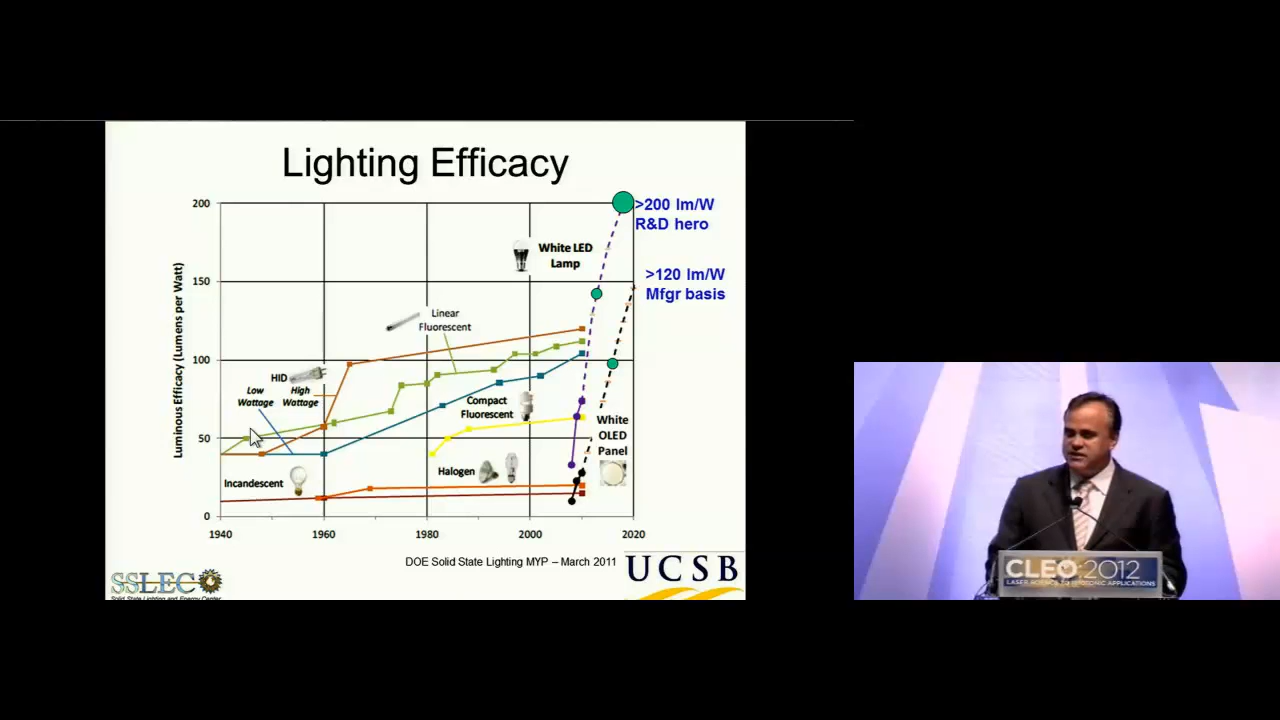 Lighting Efficacy
Luminous Efficacy (Lumens per Watt)
200
150
100
50
0
1940
1960
1980
2000
2020
>200 lm/W
R&D hero
>120 lm/W
Mfgr basis
White LED
Lamp
Linear
Fluorescent
HID
Low
Wattage
High
Wattage
Compact
Fluorescent
White
OLED
Panel
Halogen
Incandescent
DOE Solid State Lighting MYP – March 2011
SSLEC
Solid State Lighting and Energy Center
UCSB
CLEO:2012
LASER SCIENCE TO PHOTONIC APPLICATIONS